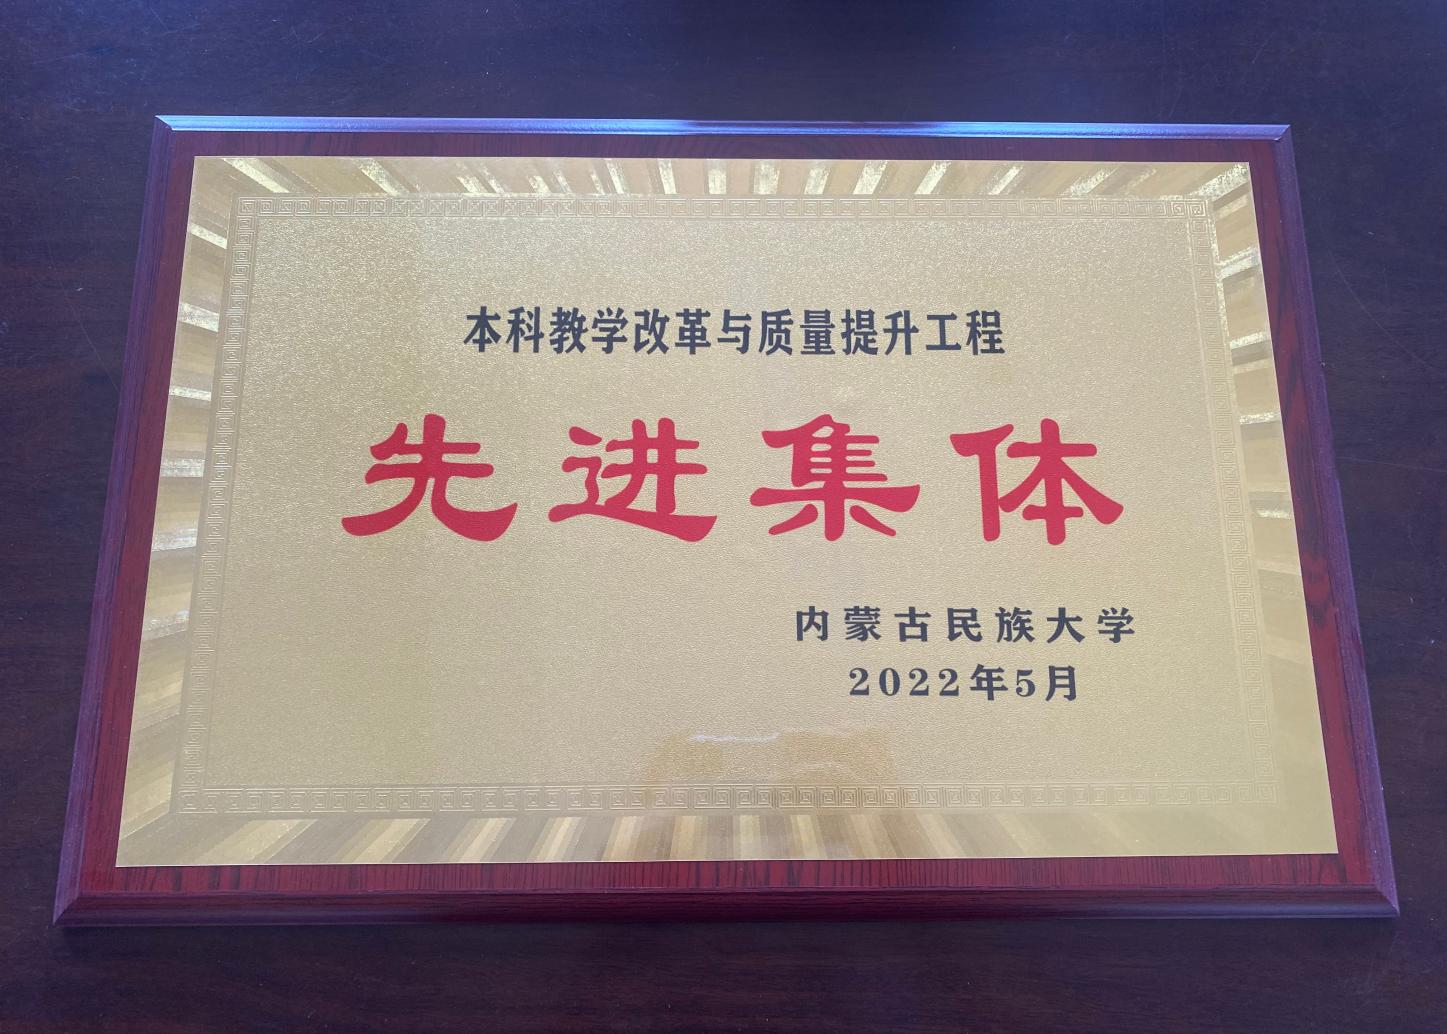 本科教学改革与质量提升工程
先进集体
内蒙古民族大学
2022年5月